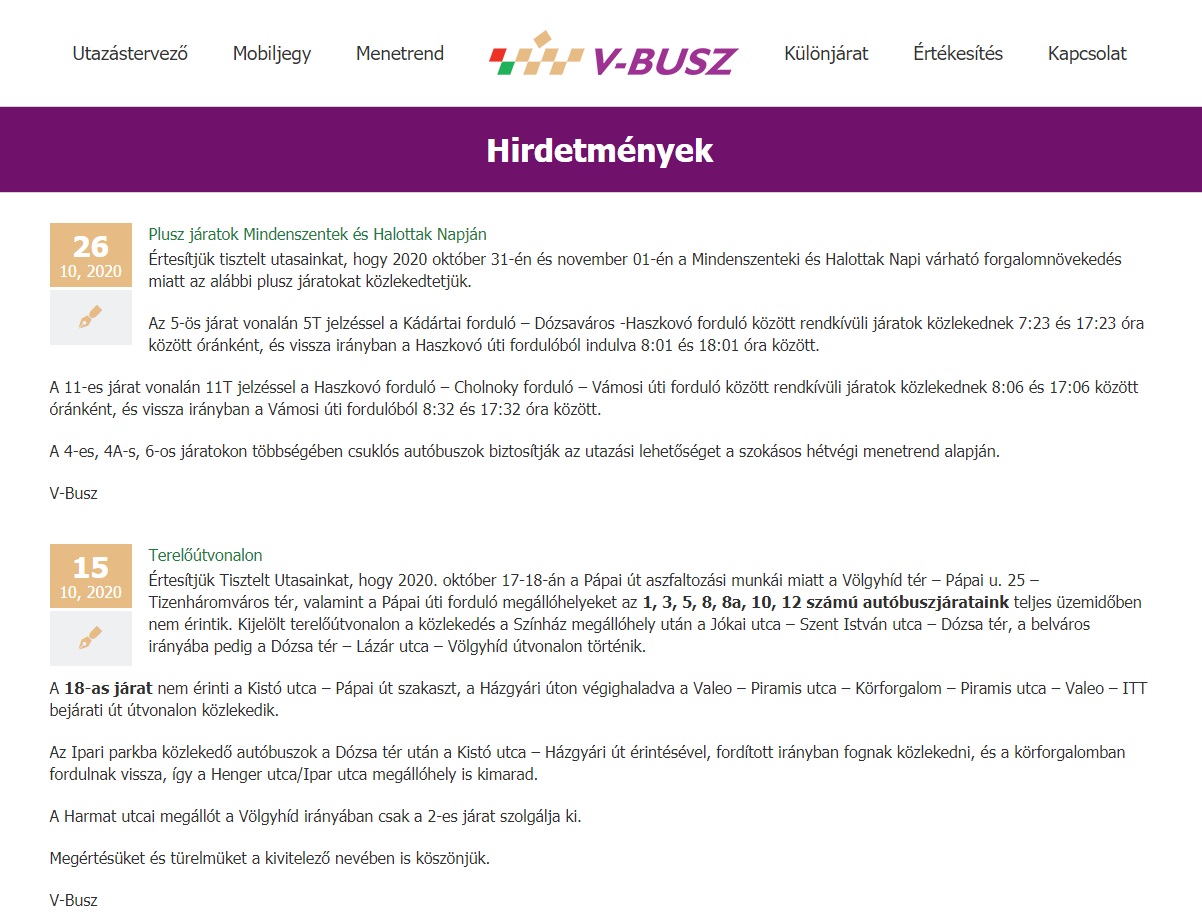 Utazástervező Mobiljegy Menetrend V-BUSZ Különjárat Értékesítés Kapcsolat
Hirdetmények
26
10, 2020
Plusz járatok Mindenszentek és Halottak Napján
Értesítjük tisztelt utasainkat, hogy 2020 október 31-én és november 01-én a Mindenszenteki és Halottak Napi várható forgalomnövekedés
miatt az alábbi plusz járatokat közlekedtetjük.
Az 5-ös járat vonalán 5T jelzéssel a Kádártai forduló – Dózsaváros -Haszkovó forduló között rendkívüli járatok közlekednek 7:23 és 17:23 óra
között óránként, és vissza irányban a Haszkovó úti fordulóból indulva 8:01 és 18:01 óra között.
A 11-es járat vonalán 11T jelzéssel a Haszkovó forduló – Cholnoky forduló – Vámosi úti forduló között rendkívüli járatok közlekednek 8:06 és 17:06 között
óránként, és vissza irányban a Vámosi úti fordulóból 8:32 és 17:32 óra között.
A 4-es, 4A-s, 6-os járatokon többségében csuklós autóbuszok biztosítják az utazási lehetőséget a szokásos hétvégi menetrend alapján.
V-Busz
15
10, 2020
Terelőútvonalon
Értesítjük Tisztelt Utasainkat, hogy 2020. október 17-18-án a Pápai út aszfaltozási munkái miatt a Völgyhíd tér – Pápai u. 25 –
Tizenháromváros tér, valamint a Pápai úti forduló megállóhelyeket az 1, 3, 5, 8, 8a, 10, 12 számú autóbuszjárataink teljes üzemidőben
nem érintik. Kijelölt terelőútvonalon a közlekedés a Színház megállóhely után a Jókai utca – Szent István utca – Dózsa tér, a belváros
irányába pedig a Dózsa tér – Lázár utca – Völgyhíd útvonalon történik.
A 18-as járat nem érinti a Kistó utca – Pápai út szakaszt, a Házgyári úton végighaladva a Valeo – Piramis utca – Körforgalom – Piramis utca – Valeo – ITT
bejárati út útvonalon közlekedik.
Az Ipari parkba közlekedő autóbuszok a Dózsa tér után a Kistó utca – Házgyári út érintésével, fordított irányban fognak közlekedni, és a körforgalomban
fordulnak vissza, így a Henger utca/Ipar utca megállóhely is kimarad.
A Harmat utcai megállót a Völgyhíd irányában csak a 2-es járat szolgálja ki.
Megértésüket és türelmüket a kivitelező nevében is köszönjük.
V-Busz